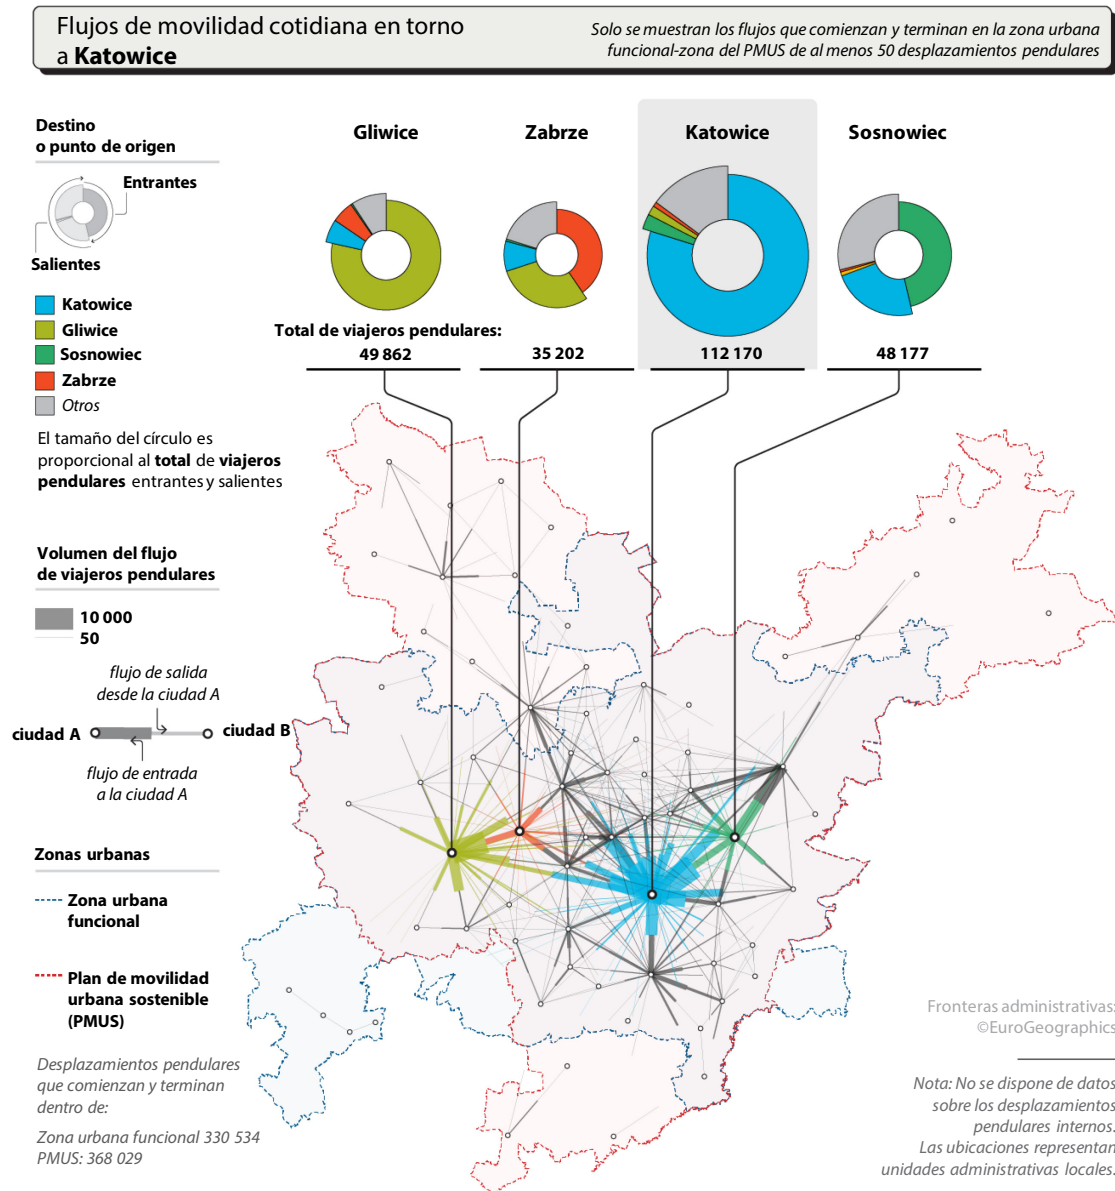 Flujos de movilidad cotidiana en torno
a Katowice
Solo se muestran los flujos que comienzan y terminan en la zona urbana
funcional-zona del PMUS de al menos 50 desplazamientos pendulares
Destino
o punto de origen
Entrantes
Salientes
Katowice
Gliwice
Sosnowiec
Zabrze
Otros
El tamaño del círculo es
proporcional al total de viajeros
pendulares entrantes y salientes
Gliwice
Zabrze
Katowice
Sosnowiec
Total de viajeros pendulares:
49 862
35 202
112 170
48 177
Volumen del flujo
de viajeros pendulares
10 000
50
flujo de salida
desde la ciudad A
ciudad A
ciudad B
flujo de entrada
a la ciudad A
Zonas urbanas
Zona urbana
funcional
Plan de movilidad
urbana sostenible
(PMUS)
Desplazamientos pendulares
que comienzan y terminan
dentro de:
Zona urbana funcional 330 534
PMUS: 368 029
Fronteras administrativas:
©EuroGeographics
Nota: No se dispone de datos
sobre los desplazamientos
pendulares internos.
Las ubicaciones representan
unidades administrativas locales.